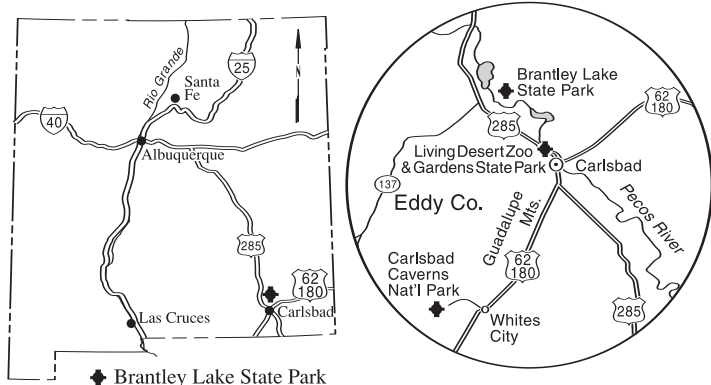 Rio Grande
Santa
Fe
25
N
40
Albuquerque
285
62
180
Las Cruces
Carlsbad
Brantley Lake State Park
Brantley Lake
State Park
62
180
285
Living Desert Zoo
& Gardens State Park
Carlsbad
137
Eddy Co.
Guadalupe
Mts.
Pecos River
Carlsbad
Caverns
Nat'l Park
62
180
285
Whites
City